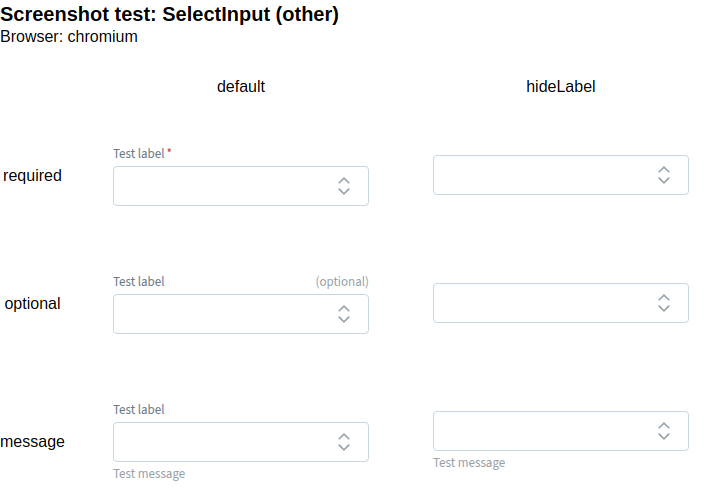 Screenshot test: SelectInput (other)
Browser: chromium
default hideLabel
Test label *
required
Test label (optional)
optional
Test label
message
Test message Test message